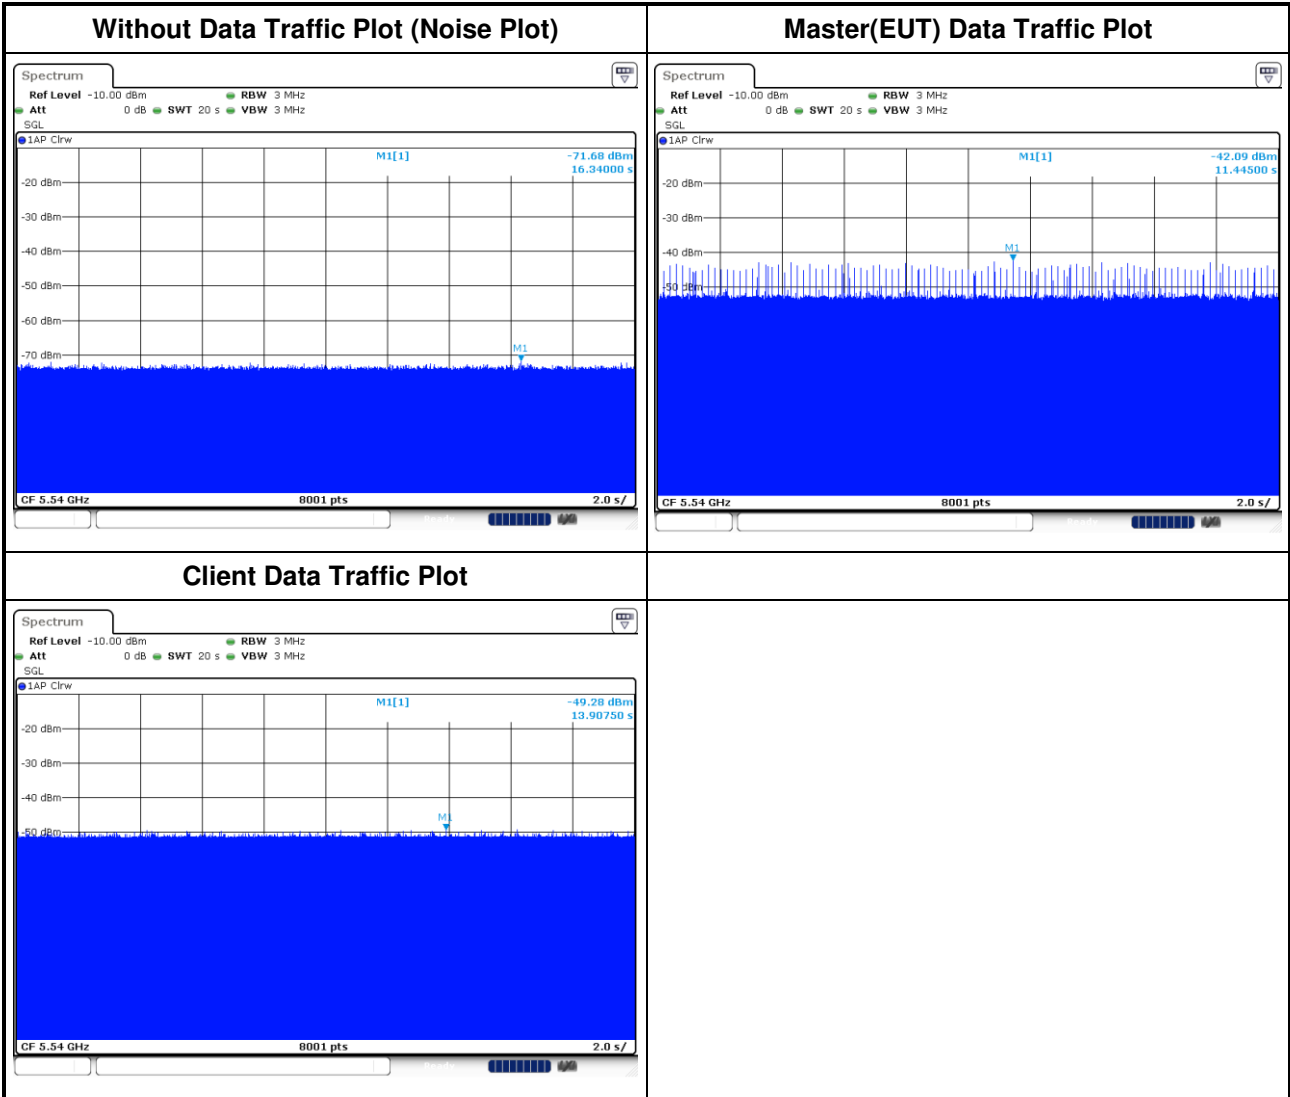 Without Data Traffic Plot (Noise Plot)
Spectrum
Ref Level -10.00 dBm RBW 3 MHz
Att 0 dB SWT 20 s VBW 3 MHz
SGL
1AP Clrw
M1[1] -71.68 dBm
16.34000 s
-20 dBm
-30 dBm
-40 dBm
-50 dBm
-60 dBm
-70 dBm
M1
CF 5.54 GHz 8001 pts 2.0 s/
Master(EUT) Data Traffic Plot
Spectrum
Ref Level -10.00 dBm RBW 3 MHz
Att 0 dB SWT 20 s VBW 3 MHz
SGL
1AP Clrw
M1[1] -42.09 dBm
11.44500 s
-20 dBm
-30 dBm
-40 dBm
M1
-50 dBm
CF 5.54 GHz 8001 pts 2.0 s/
Ready
Client Data Traffic Plot
Spectrum
Ref Level -10.00 dBm RBW 3 MHz
Att 0 dB SWT 20 s VBW 3 MHz
SGL
1AP Clrw
M1[1] -49.28 dBm
13.90750 s
-20 dBm
-30 dBm
-40 dBm
M1
-50 dBm
CF 5.54 GHz 8001 pts 2.0 s/
Ready